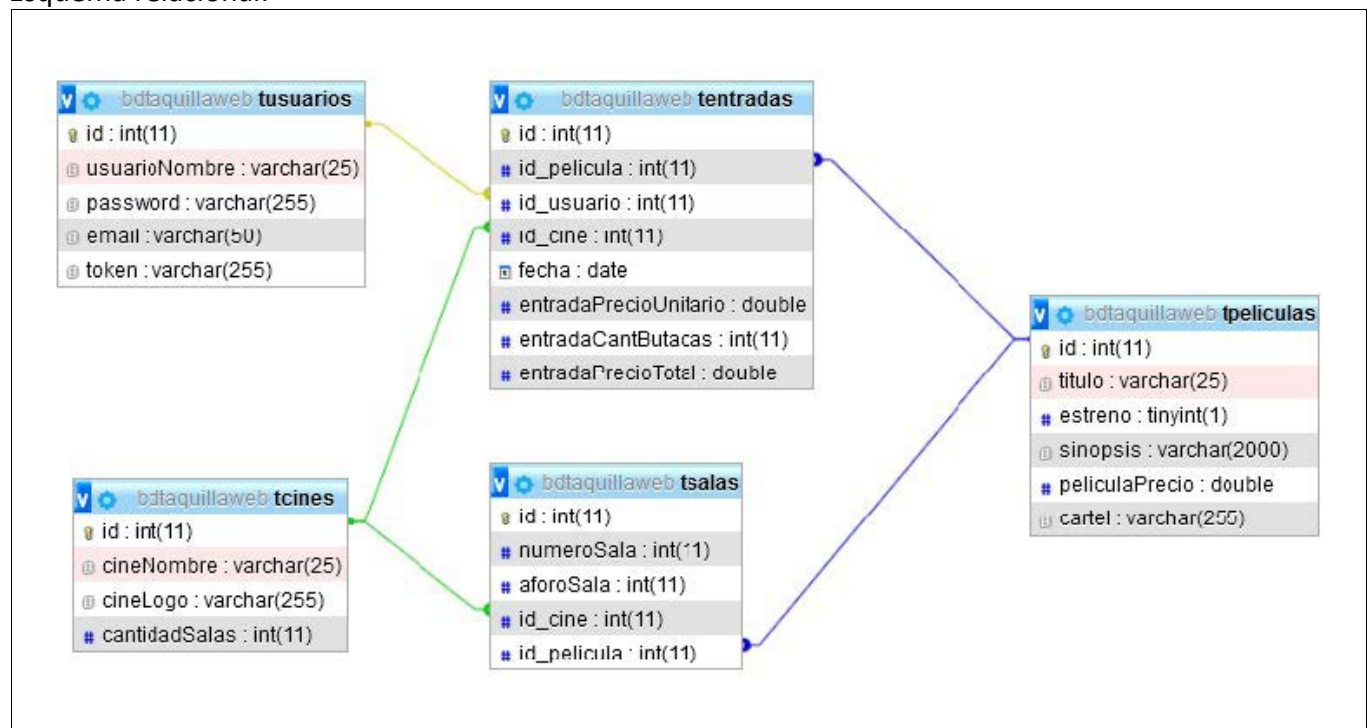 Esquema relacional:
bdtaquillaweb tusuarios
id : int(11)
usuarioNombre : varchar(25)
password : varchar(255)
email : varchar(50)
token : varchar(255)
bdtaquillaweb tentradas
id : int(11)
id_pelicula : int(11)
id_usuario : int(11)
id_cine : int(11)
fecha : date
entradaPrecioUnitario : double
entradaCantButacas : int(11)
entradaPrecioTotal : double
bdtaquillaweb tpeliculas
id : int(11)
titulo : varchar(25)
estreno : tinyint(1)
sinopsis : varchar(2000)
peliculaPrecio : double
cartel : varchar(255)
bdtaquillaweb tcines
id : int(11)
cineNombre : varchar(25)
cineLogo : varchar(255)
cantidadSalas : int(11)
bdtaquillaweb tsalas
id : int(11)
numeroSala : int(11)
aforoSala : int(11)
id_cine : int(11)
id_pelicula : int(11)